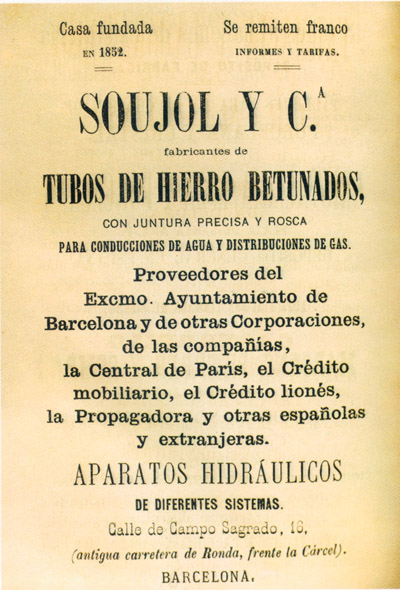 Casa fundada
EN 1852.
Se remiten franco
INFORMES Y TARIFAS.
SOUJOL Y C.A
fabricantes de
TUBOS DE HIERRO BETUNADOS,
CON JUNTURA PRECISA Y ROSCA
PARA CONDUCCIONES DE AGUA Y DISTRIBUCIONES DE GAS.
Proveedores del
Excmo. Ayuntamiento de
Barcelona y de otras Corporaciones,
de las compañías,
la Central de París, el Crédito
mobiliario, el Crédito lionés,
la Propagadora y otras españolas
y extranjeras.
APARATOS HIDRÁULICOS
DE DIFERENTES SISTEMAS.
Calle de Campo Sagrado, 16,
(antigua carretera de Ronda, frente la Cárcel).
BARCELONA.